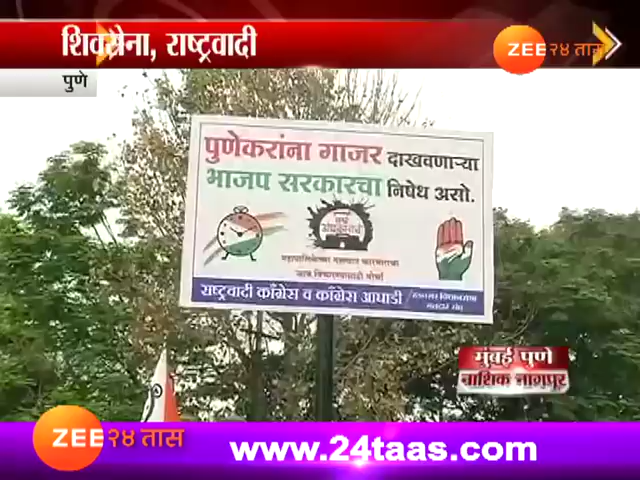 शिवसेना, राष्ट्रवादी
ZEE २४ तास
पुणे
पुणेकरांना गाजर दाखवणाऱ्या
भाजप सरकारचा निषेध असो.
राष्ट्रवादी काँग्रेस व काँग्रेस आघाडी
मुंबई पुणे
नाशिक नागपूर
ZEE २४ तास
www.24taas.com